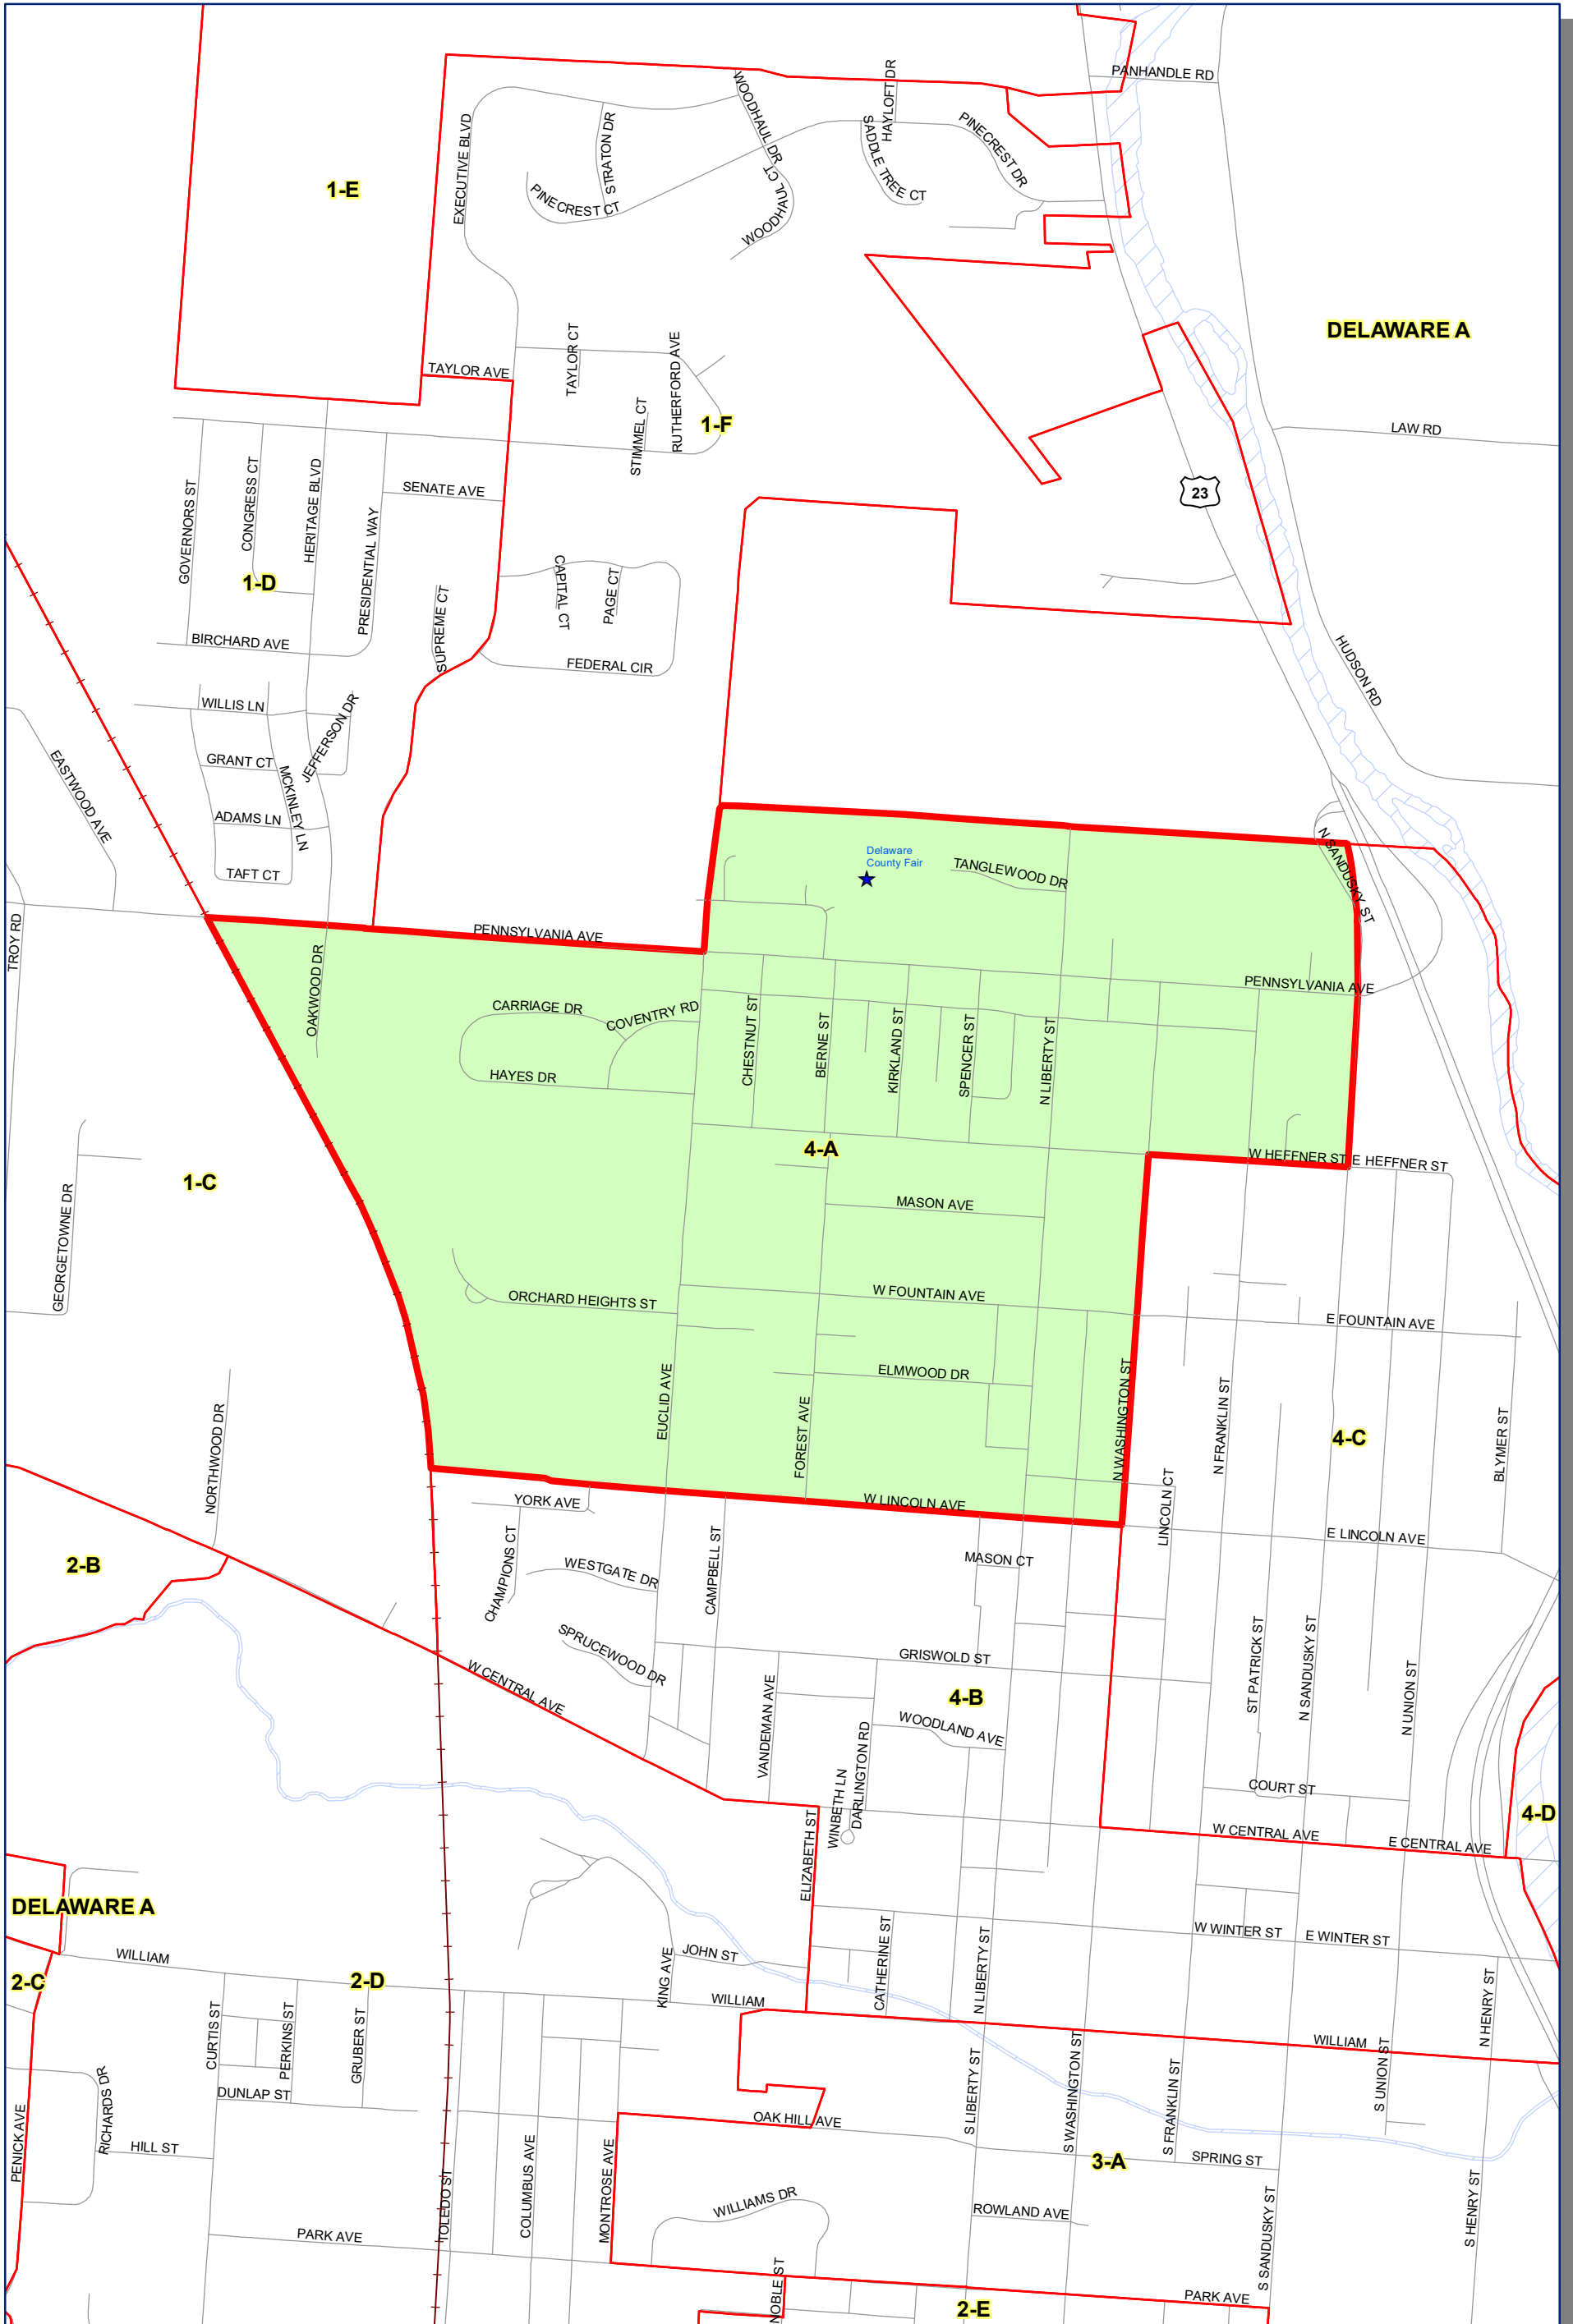 PANHANDLE RD
WOODHAUL DR
HAYLOFT DR
SADDLE TREE CT
PINECREST DR
EXECUTIVE BLVD
STRATON DR
PINECREST CT
WOODHAUL CT
1-E
DELAWARE A
TAYLOR CT
RUTHERFORD AVE
TAYLOR AVE
STIMMEL CT
1-F
LAW RD
GOVERNORS ST
CONGRESS CT
HERITAGE BLVD
PRESIDENTIAL WAY
SENATE AVE
23
1-D
SUPREME CT
CAPITAL CT
PAGE CT
BIRCHARD AVE
FEDERAL CIR
HUDSON RD
WILLIS LN
JEFFERSON DR
EASTWOOD AVE
GRANT CT
MCKINLEY LN
ADAMS LN
TAFT CT
Delaware
County Fair
TANGLEWOOD DR
N SANDUSKY ST
TROY RD
PENNSYLVANIA AVE
OAKWOOD DR
PENNSYLVANIA AVE
CARRIAGE DR
COVENTRY RD
CHESTNUT ST
BERNE ST
KIRKLAND ST
SPENCER ST
N LIBERTY ST
HAYES DR
4-A
W HEFFNER ST
E HEFFNER ST
1-C
GEORGETOWNE DR
MASON AVE
ORCHARD HEIGHTS ST
W FOUNTAIN AVE
E FOUNTAIN AVE
EUCLID AVE
FOREST AVE
ELMWOOD DR
N WASHINGTON ST
N FRANKLIN ST
4-C
BLYMER ST
NORTHWOOD DR
YORK AVE
W LINCOLN AVE
LINCOLN CT
E LINCOLN AVE
2-B
CHAMPIONS CT
WESTGATE DR
CAMPBELL ST
MASON CT
SPRUCEWOOD DR
GRISWOLD ST
ST PATRICK ST
N SANDUSKY ST
N UNION ST
W CENTRAL AVE
VANDEMAN AVE
4-B
WOODLAND AVE
DARLINGTON RD
WINBETH LN
COURT ST
4-D
ELIZABETH ST
W CENTRAL AVE
E CENTRAL AVE
DELAWARE A
WILLIAM
2-C
2-D
KING AVE
JOHN ST
CATHERINE ST
N LIBERTY ST
W WINTER ST
E WINTER ST
N HENRY ST
WILLIAM
CURTIS ST
PERKINS ST
GRUBER ST
WILLIAM
RICHARDS DR
PENICK AVE
DUNLAP ST
HILL ST
OAK HILL AVE
S LIBERTY ST
S WASHINGTON ST
S FRANKLIN ST
S UNION ST
3-A
SPRING ST
TOLEDO ST
COLUMBUS AVE
MONTROSE AVE
WILLIAMS DR
ROWLAND AVE
S SANDUSKY ST
S HENRY ST
PARK AVE
NOBLE ST
PARK AVE
2-E